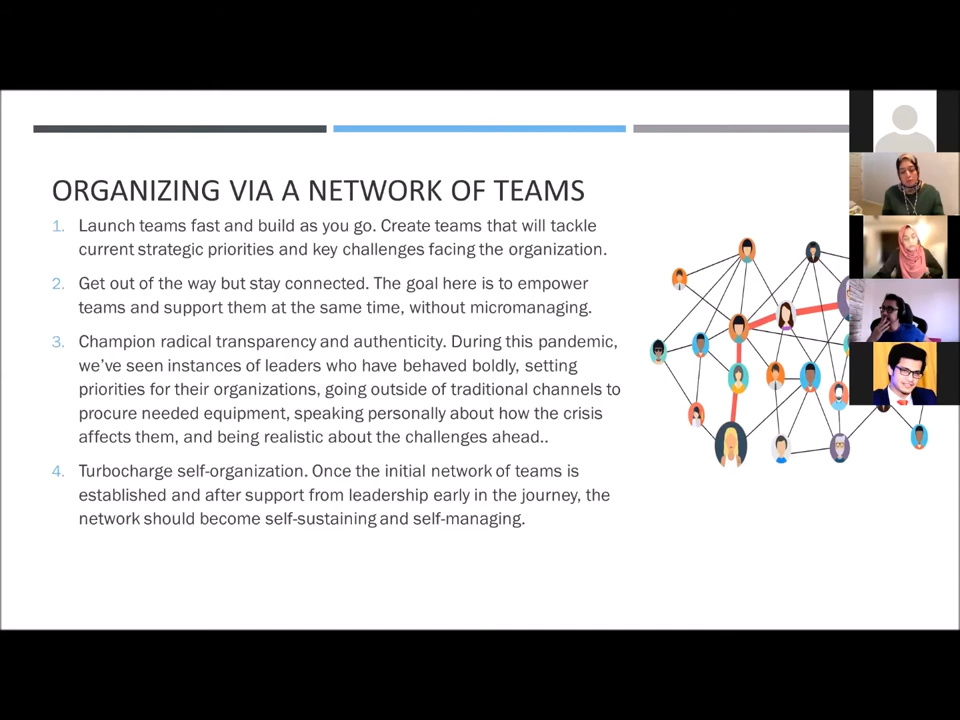 ORGANIZING VIA A NETWORK OF TEAMS
1. Launch teams fast and build as you go. Create teams that will tackle
current strategic priorities and key challenges facing the organization.
2. Get out of the way but stay connected. The goal here is to empower
teams and support them at the same time, without micromanaging.
3. Champion radical transparency and authenticity. During this pandemic,
we've seen instances of leaders who have behaved boldly, setting
priorities for their organizations, going outside of traditional channels to
procure needed equipment, speaking personally about how the crisis
affects them, and being realistic about the challenges ahead..
4. Turbocharge self-organization. Once the initial network of teams is
established and after support from leadership early in the journey, the
network should become self-sustaining and self-managing.